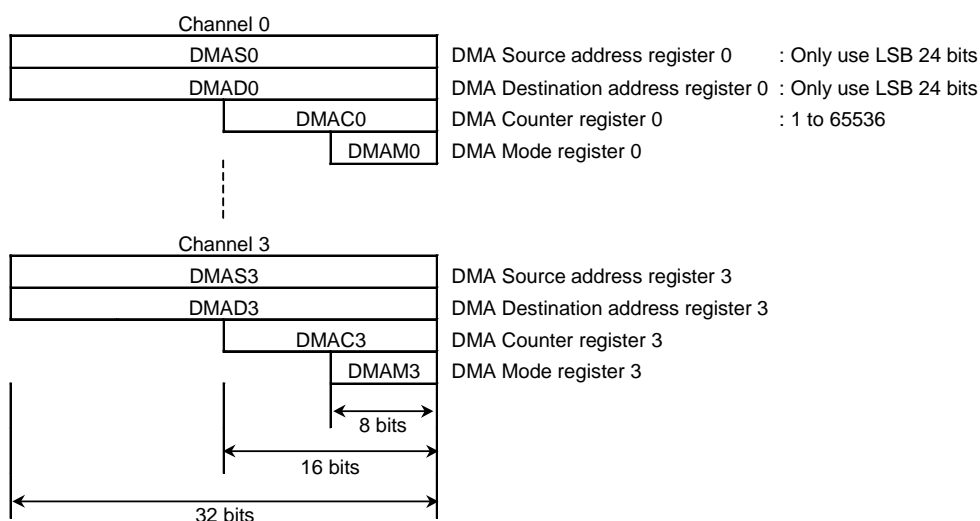 Channel 0
DMAS0 DMA Source address register 0 : Only use LSB 24 bits
DMAD0 DMA Destination address register 0 : Only use LSB 24 bits
DMAC0 DMA Counter register 0 : 1 to 65536
DMAM0 DMA Mode register 0
Channel 3
DMAS3 DMA Source address register 3
DMAD3 DMA Destination address register 3
DMAC3 DMA Counter register 3
DMAM3 DMA Mode register 3
8 bits
16 bits
32 bits